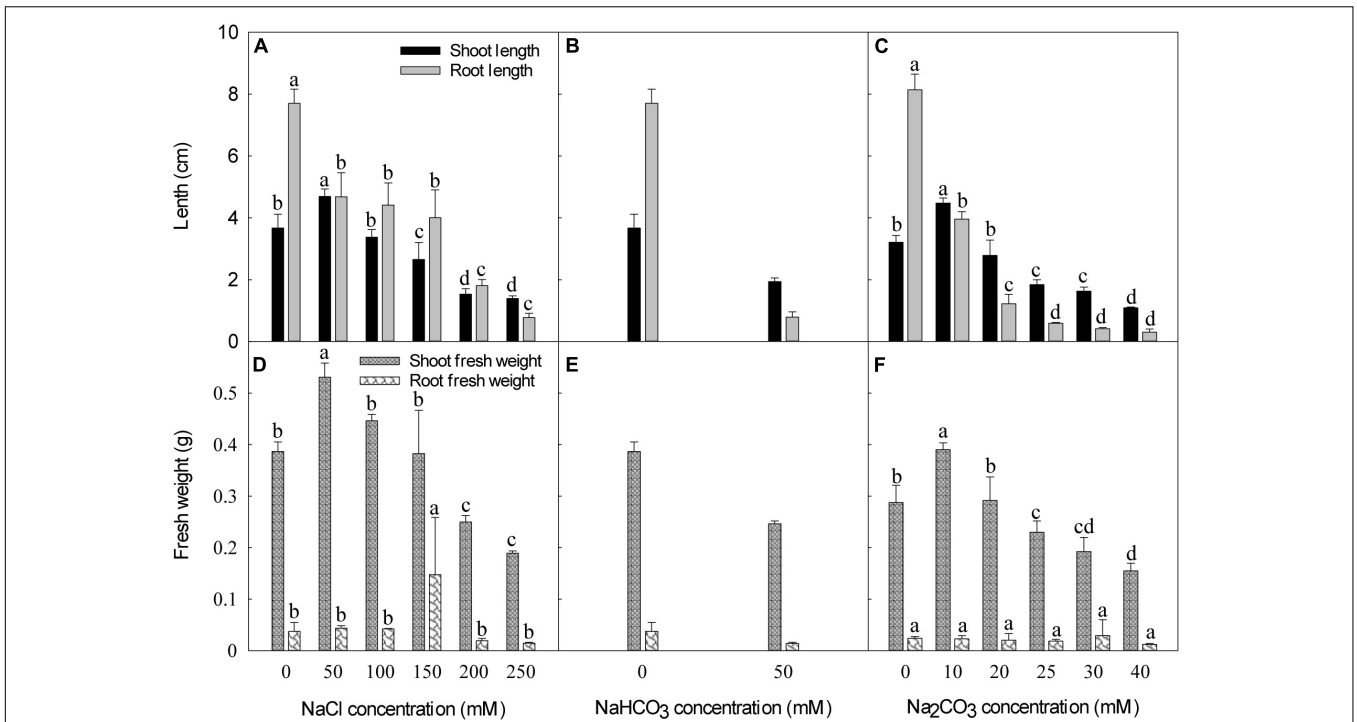 10
8
6
4
2
0
Lenth (cm)
A
Shoot length
Root length
b a
a b
b b
c b
d c
d c
B
C
b a
a b
b c
c d
c d
d d
0.5
0.4
0.3
0.2
0.1
0
Fresh weight (g)
D
Shoot fresh weight
Root fresh weight
b b
a b
b b
b a
c b
c b
E
F
b a
a a
b a
c a
cd a
d a
0 50 100 150 200 250
NaCl concentration (mM)
0 50
NaHCO₃ concentration (mM)
0 10 20 25 30 40
Na₂CO₃ concentration (mM)